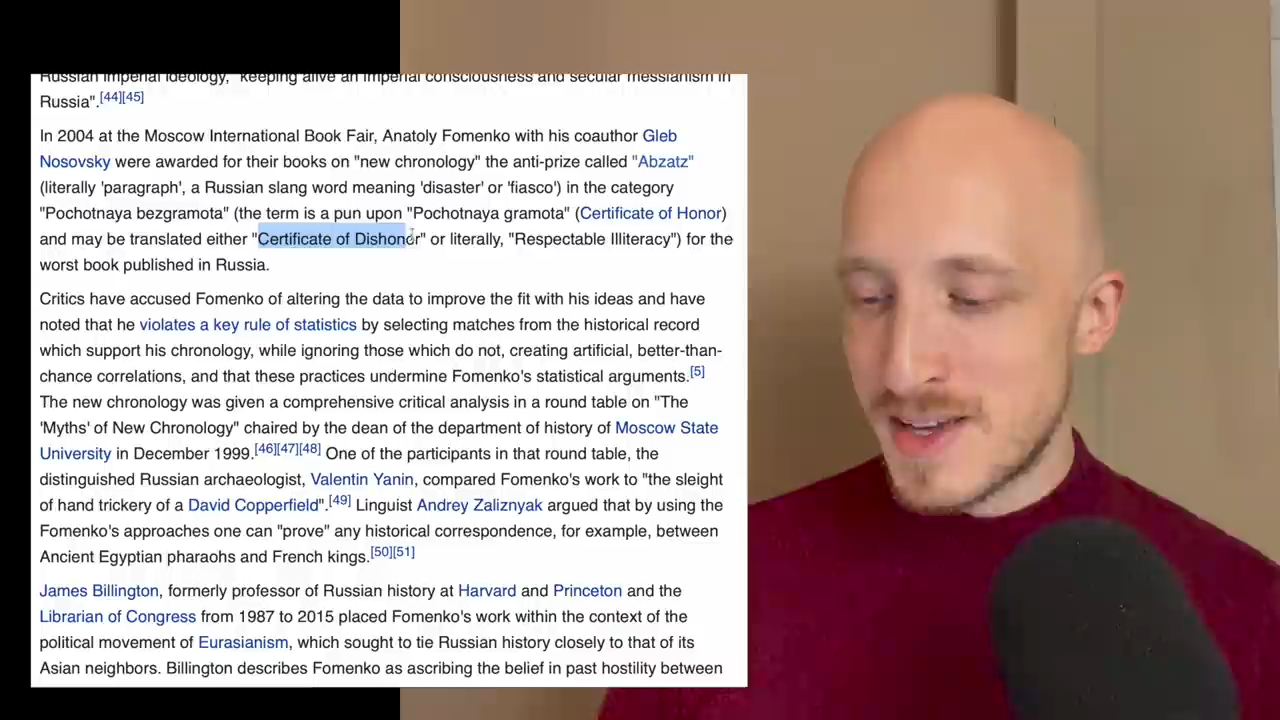 Russian imperial ideology, "keeping alive an imperial consciousness and secular messianism in
Russia".[44][45]
In 2004 at the Moscow International Book Fair, Anatoly Fomenko with his coauthor Gleb
Nosovsky were awarded for their books on "new chronology" the anti-prize called "Abzatz"
(literally 'paragraph', a Russian slang word meaning 'disaster' or 'fiasco') in the category
"Pochotnaya bezgramota" (the term is a pun upon "Pochotnaya gramota" (Certificate of Honor)
and may be translated either "Certificate of Dishonor" or literally, "Respectable Illiteracy") for the
worst book published in Russia.
Critics have accused Fomenko of altering the data to improve the fit with his ideas and have
noted that he violates a key rule of statistics by selecting matches from the historical record
which support his chronology, while ignoring those which do not, creating artificial, better-than-
chance correlations, and that these practices undermine Fomenko's statistical arguments.[5]
The new chronology was given a comprehensive critical analysis in a round table on "The
'Myths' of New Chronology" chaired by the dean of the department of history of Moscow State
University in December 1999.[46][47][48] One of the participants in that round table, the
distinguished Russian archaeologist, Valentin Yanin, compared Fomenko's work to "the sleight
of hand trickery of a David Copperfield".[49] Linguist Andrey Zaliznyak argued that by using the
Fomenko's approaches one can "prove" any historical correspondence, for example, between
Ancient Egyptian pharaohs and French kings.[50][51]
James Billington, formerly professor of Russian history at Harvard and Princeton and the
Librarian of Congress from 1987 to 2015 placed Fomenko's work within the context of the
political movement of Eurasianism, which sought to tie Russian history closely to that of its
Asian neighbors. Billington describes Fomenko as ascribing the belief in past hostility between